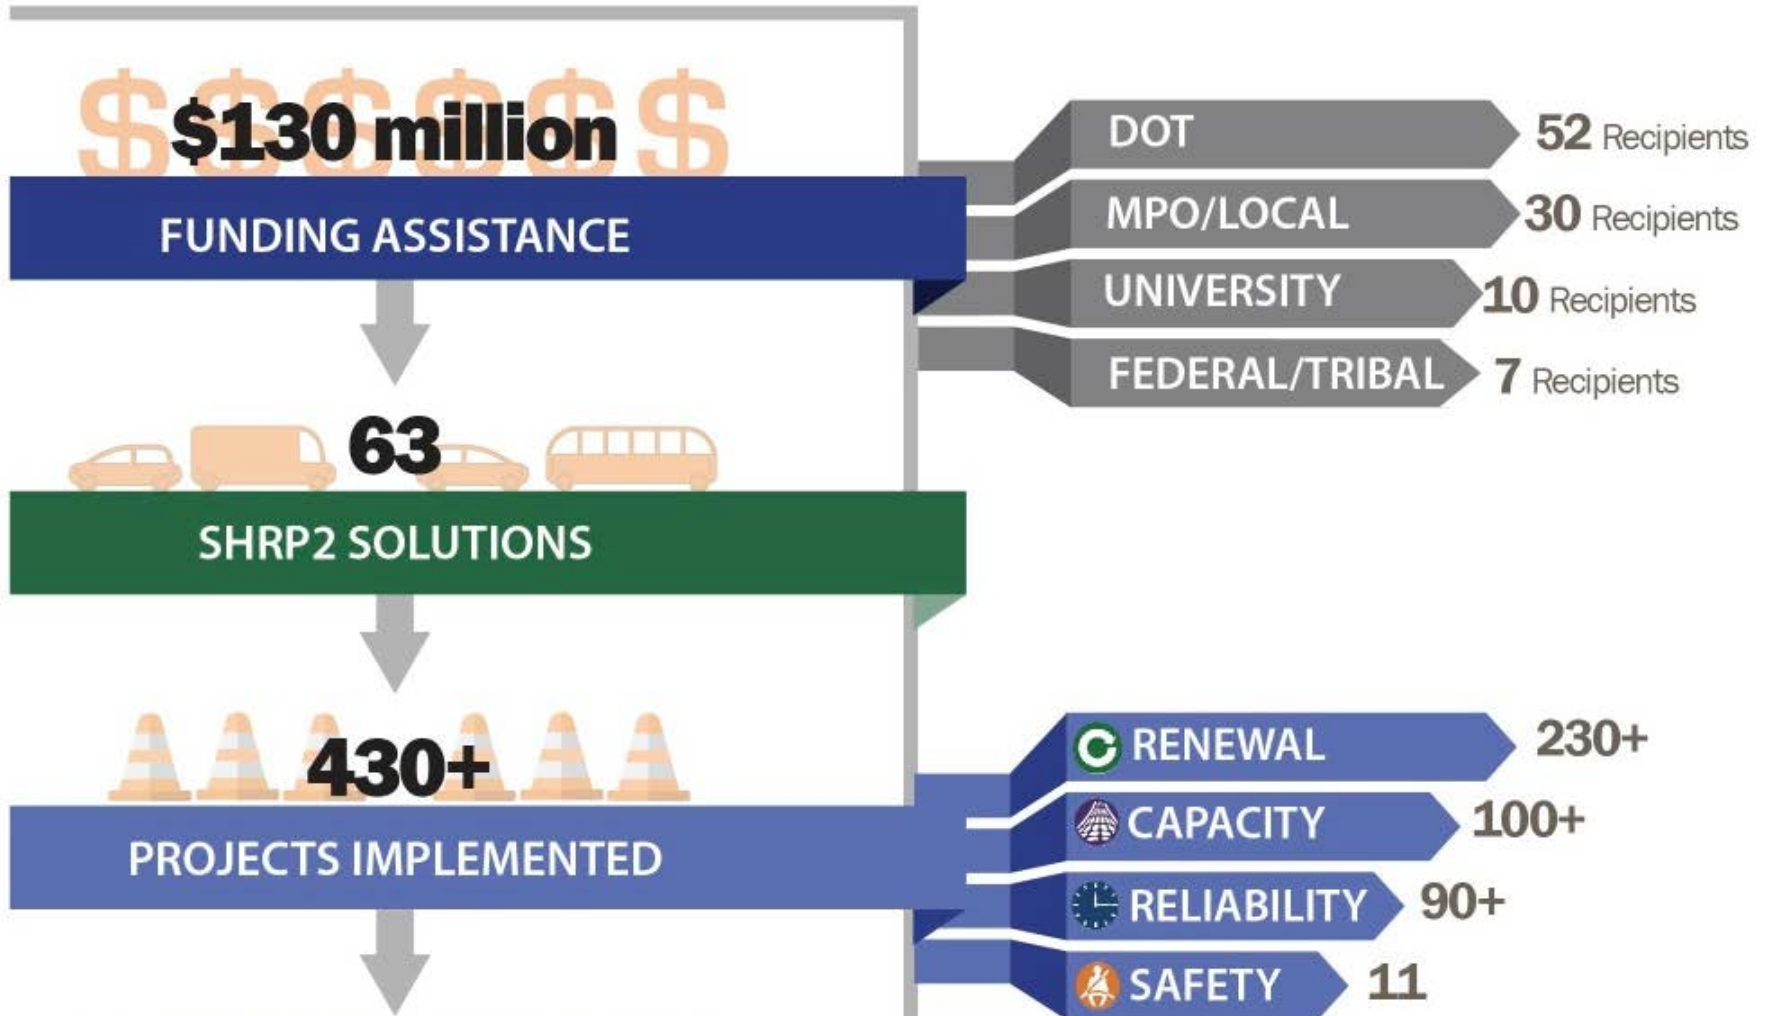 $130 million
FUNDING ASSISTANCE
DOT 52 Recipients
MPO/LOCAL 30 Recipients
UNIVERSITY 10 Recipients
FEDERAL/TRIBAL 7 Recipients
63
SHRP2 SOLUTIONS
430+
PROJECTS IMPLEMENTED
RENEWAL 230+
CAPACITY 100+
RELIABILITY 90+
SAFETY 11